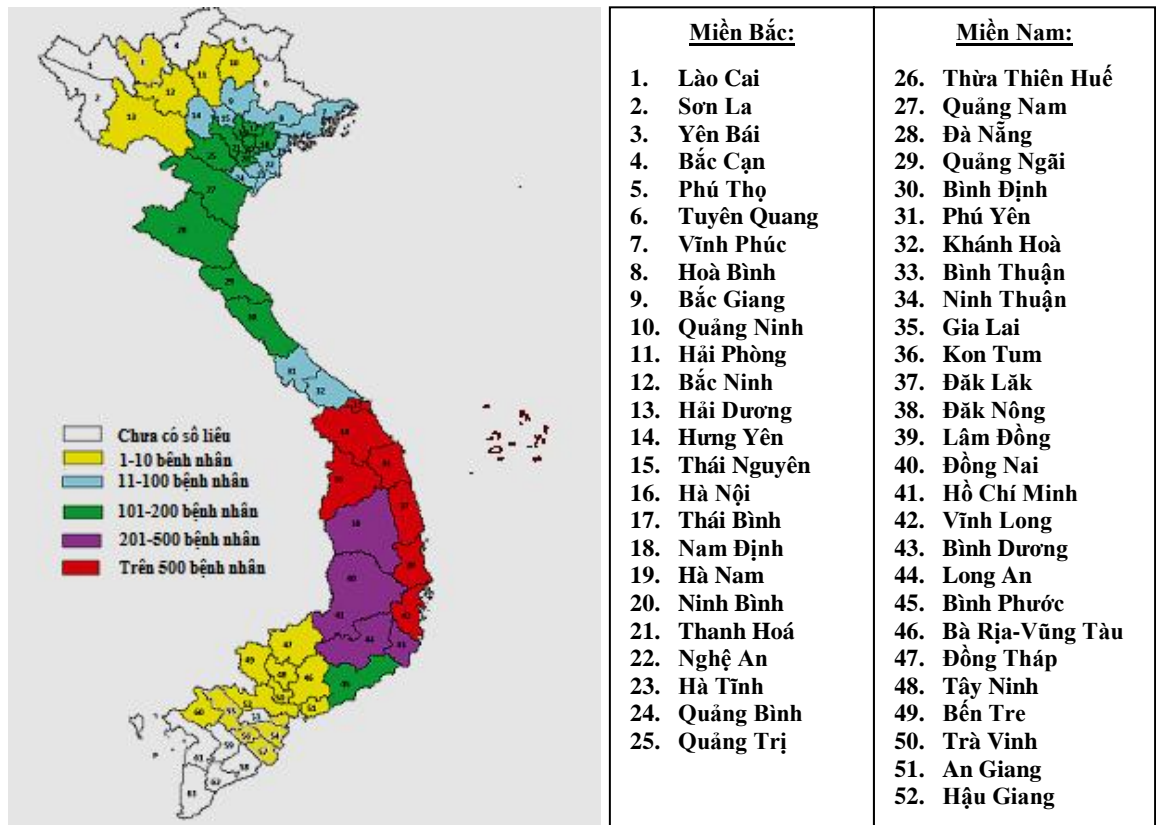 Chưa có sô liêu
1-10 bênh nhân
11-100 bệnh nhân
101-200 bệnh nhân
201-500 bệnh nhân
Trên 500 bệnh nhân
Miền Bắc:
1. Lào Cai
2. Sơn La
3. Yên Bái
4. Bắc Cạn
5. Phú Thọ
6. Tuyên Quang
7. Vĩnh Phúc
8. Hoà Bình
9. Bắc Giang
10. Quảng Ninh
11. Hải Phòng
12. Bắc Ninh
13. Hải Dương
14. Hưng Yên
15. Thái Nguyên
16. Hà Nội
17. Thái Bình
18. Nam Định
19. Hà Nam
20. Ninh Bình
21. Thanh Hoá
22. Nghệ An
23. Hà Tĩnh
24. Quảng Bình
25. Quảng Trị
Miền Nam:
26. Thừa Thiên Huế
27. Quảng Nam
28. Đà Nẵng
29. Quảng Ngãi
30. Bình Định
31. Phú Yên
32. Khánh Hoà
33. Bình Thuận
34. Ninh Thuận
35. Gia Lai
36. Kon Tum
37. Đăk Lăk
38. Đăk Nông
39. Lâm Đồng
40. Đồng Nai
41. Hồ Chí Minh
42. Vĩnh Long
43. Bình Dương
44. Long An
45. Bình Phước
46. Bà Rịa-Vũng Tàu
47. Đồng Tháp
48. Tây Ninh
49. Bến Tre
50. Trà Vinh
51. An Giang
52. Hậu Giang